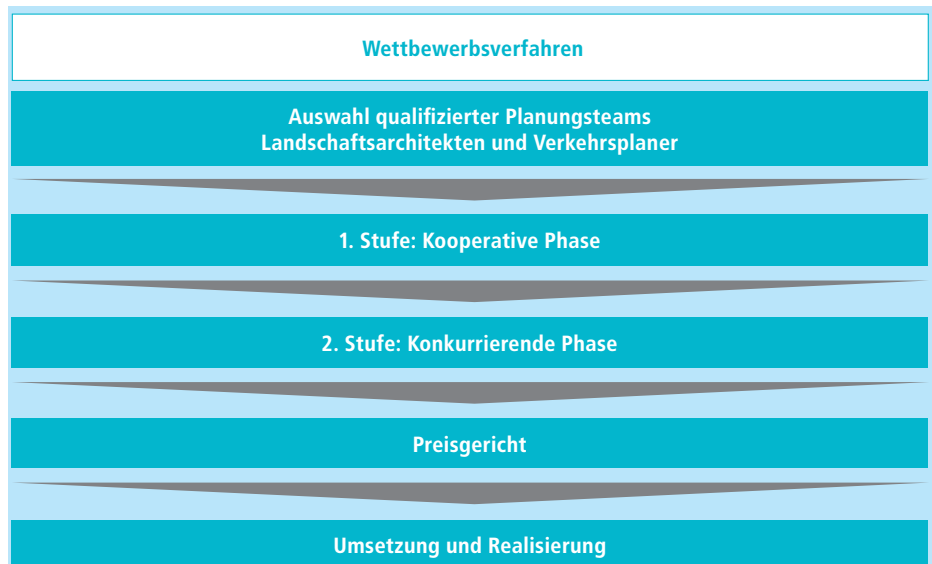 Wettbewerbsverfahren
Auswahl qualifizierter Planungsteams
Landschaftsarchitekten und Verkehrsplaner
1. Stufe: Kooperative Phase
2. Stufe: Konkurrierende Phase
Preisgericht
Umsetzung und Realisierung